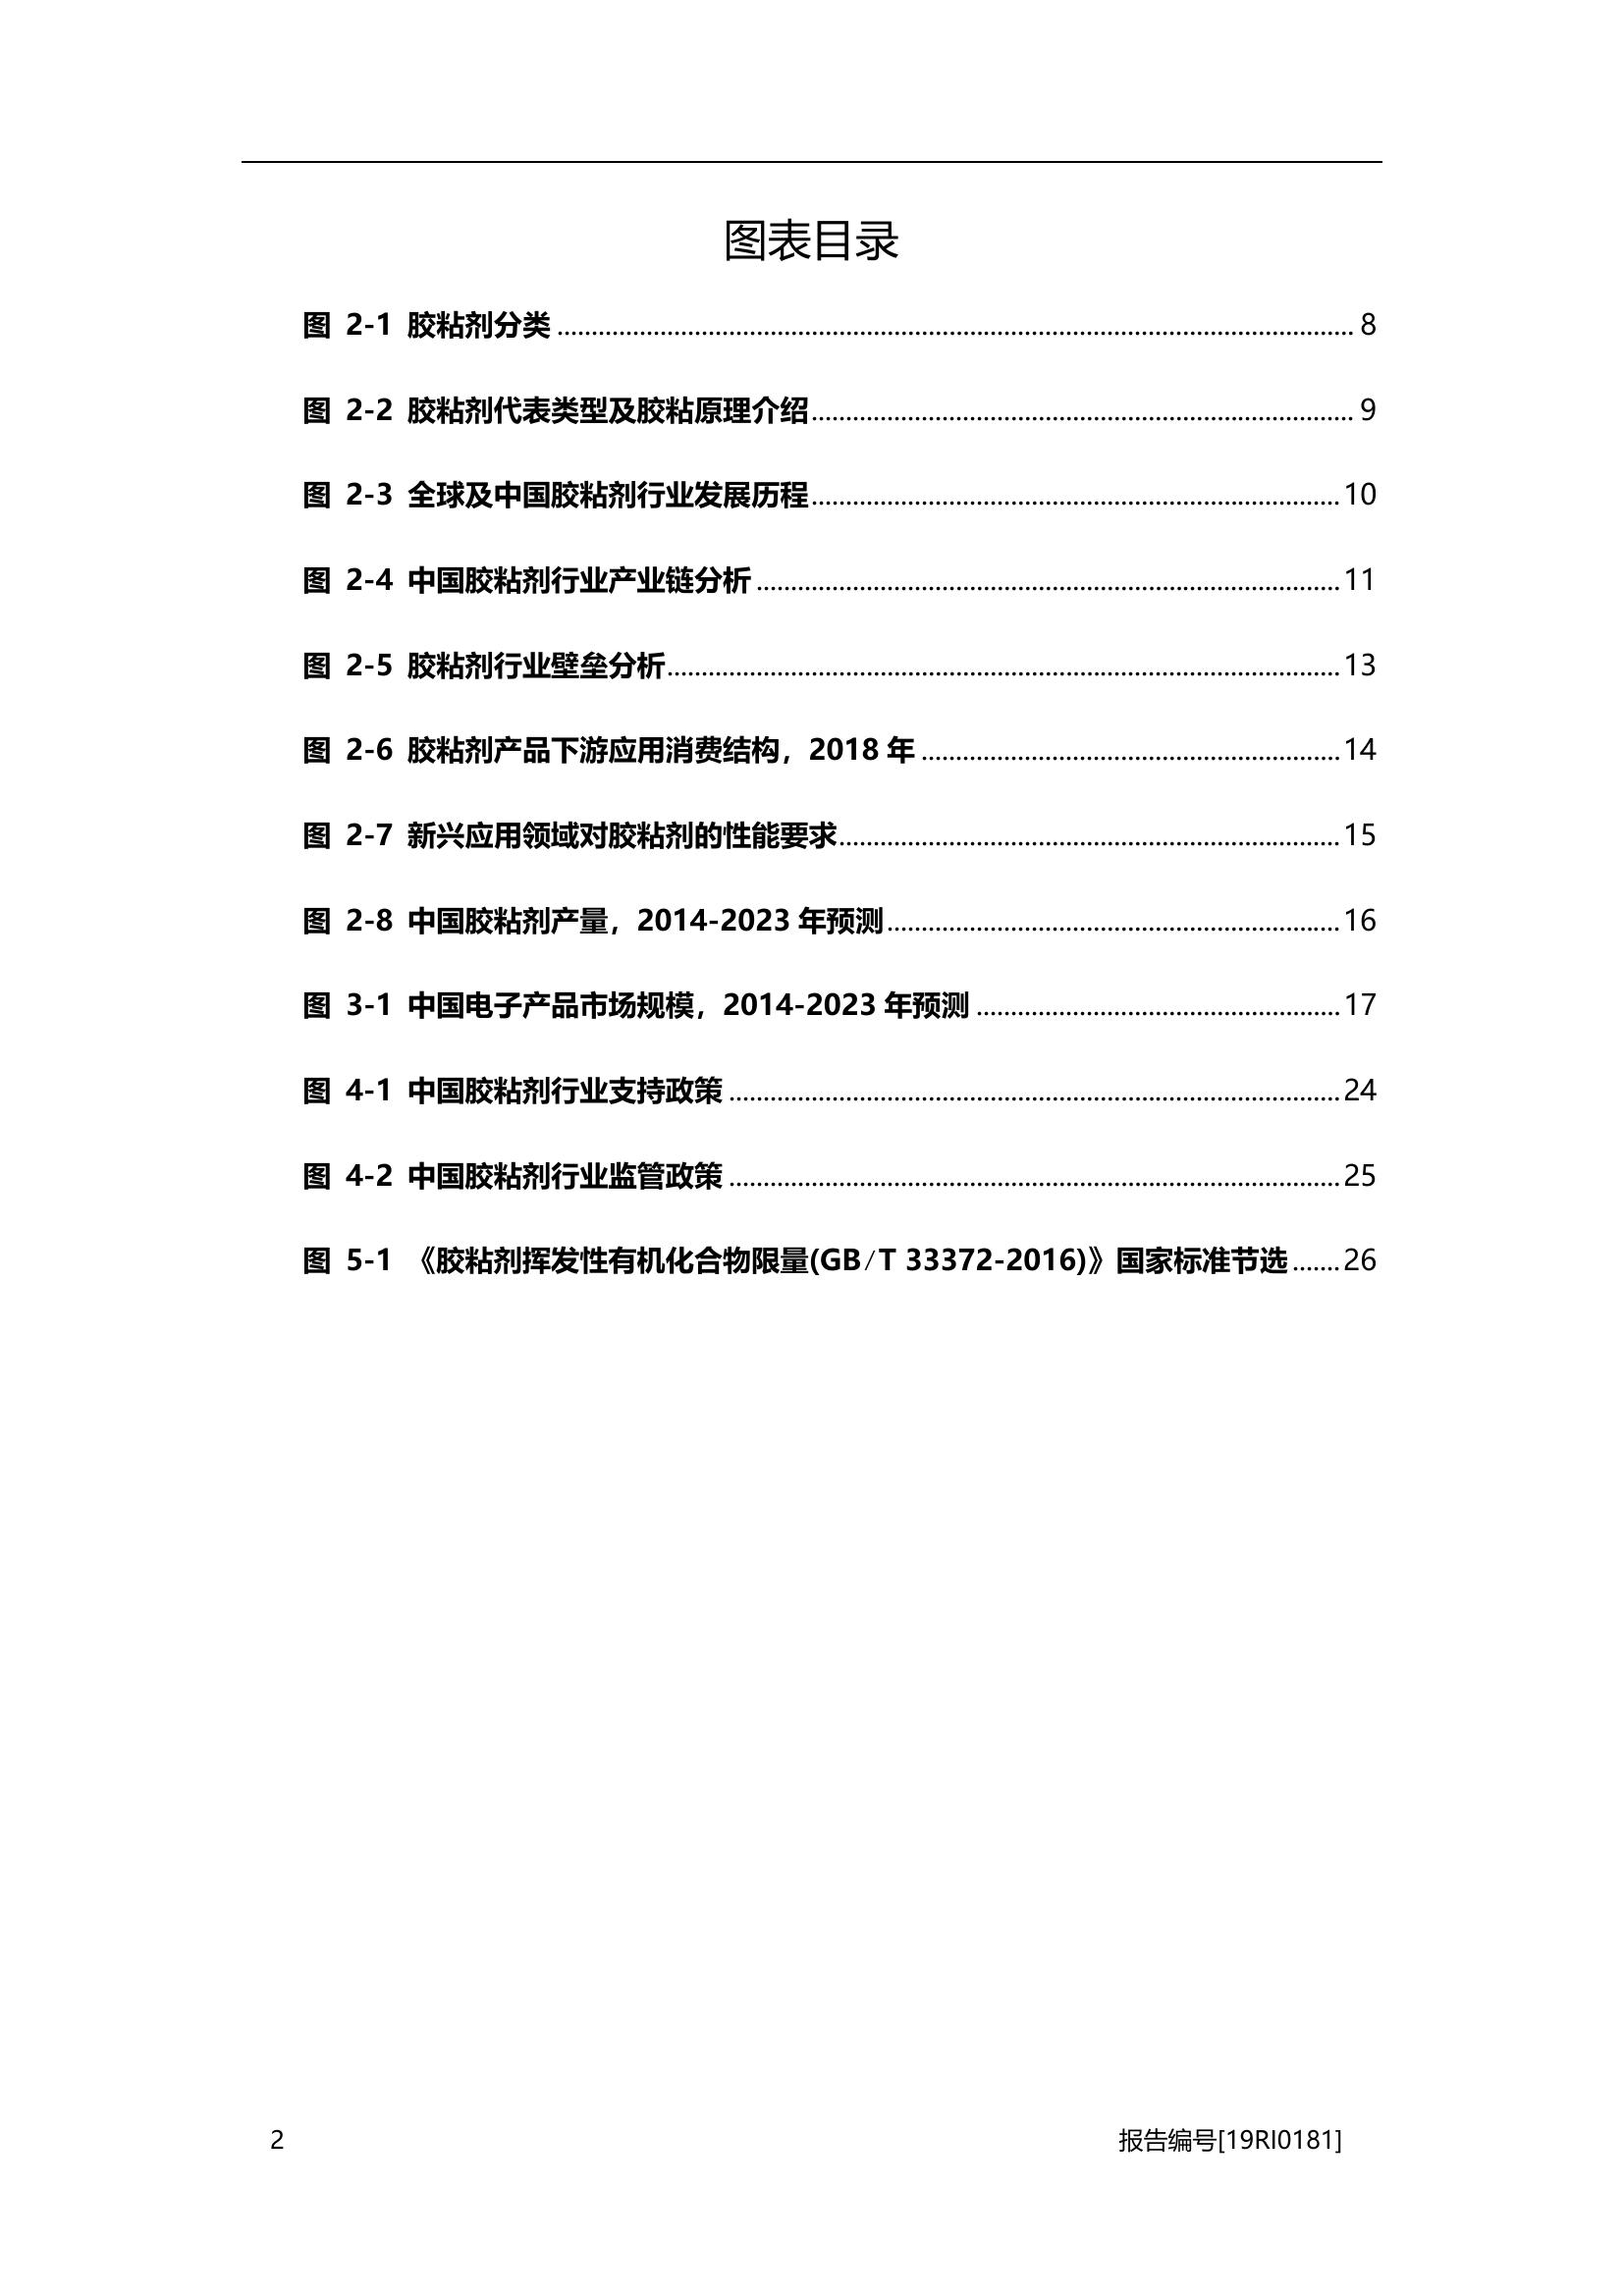 图表目录
图 2-1 胶粘剂分类 ........................................ 8
图 2-2 胶粘剂代表类型及胶粘原理介绍 ........................................ 9
图 2-3 全球及中国胶粘剂行业发展历程 ........................................ 10
图 2-4 中国胶粘剂行业产业链分析 ........................................ 11
图 2-5 胶粘剂行业壁垒分析 ........................................ 13
图 2-6 胶粘剂产品下游应用消费结构，2018 年 ........................................ 14
图 2-7 新兴应用领域对胶粘剂的性能要求 ........................................ 15
图 2-8 中国胶粘剂产量，2014-2023 年预测 ........................................ 16
图 3-1 中国电子产品市场规模，2014-2023 年预测 ........................................ 17
图 4-1 中国胶粘剂行业支持政策 ........................................ 24
图 4-2 中国胶粘剂行业监管政策 ........................................ 25
图 5-1 《胶粘剂挥发性有机化合物限量(GB/T 33372-2016)》国家标准节选 ....... 26
2 报告编号[19RI0181]